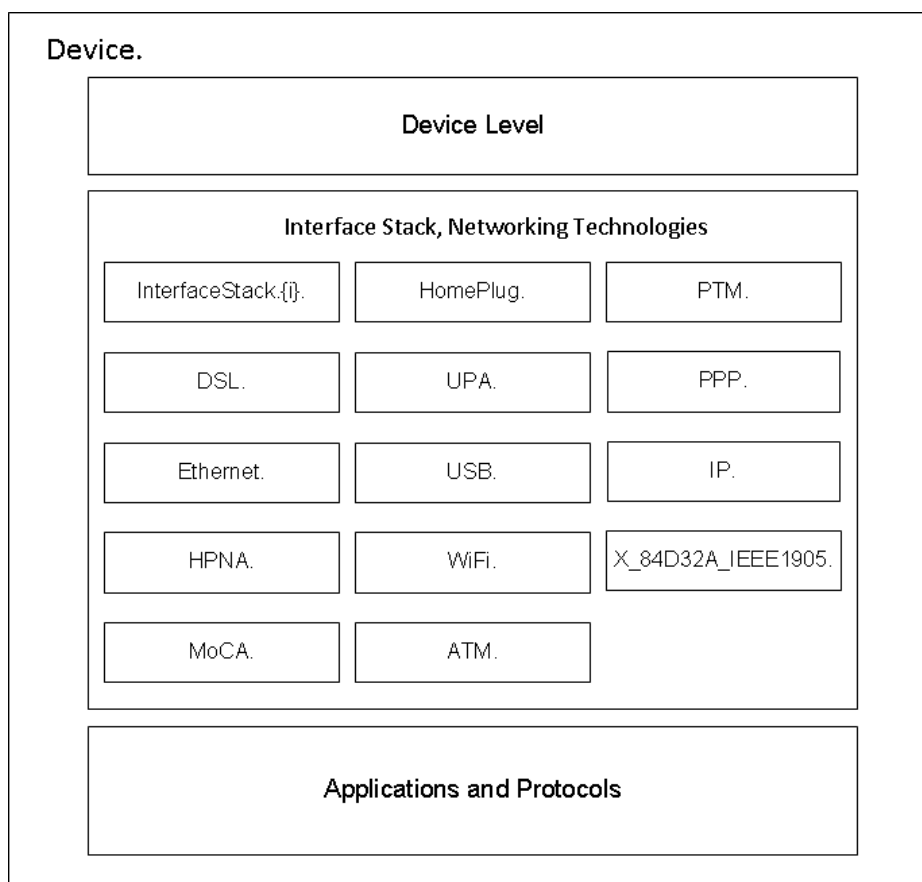 Device.
Device Level
Interface Stack, Networking Technologies
InterfaceStack.{i}.
HomePlug.
PTM.
DSL.
UPA.
PPP.
Ethernet.
USB.
IP.
HPNA.
WiFi.
X_84D32A_IEEE1905.
MoCA.
ATM.
Applications and Protocols